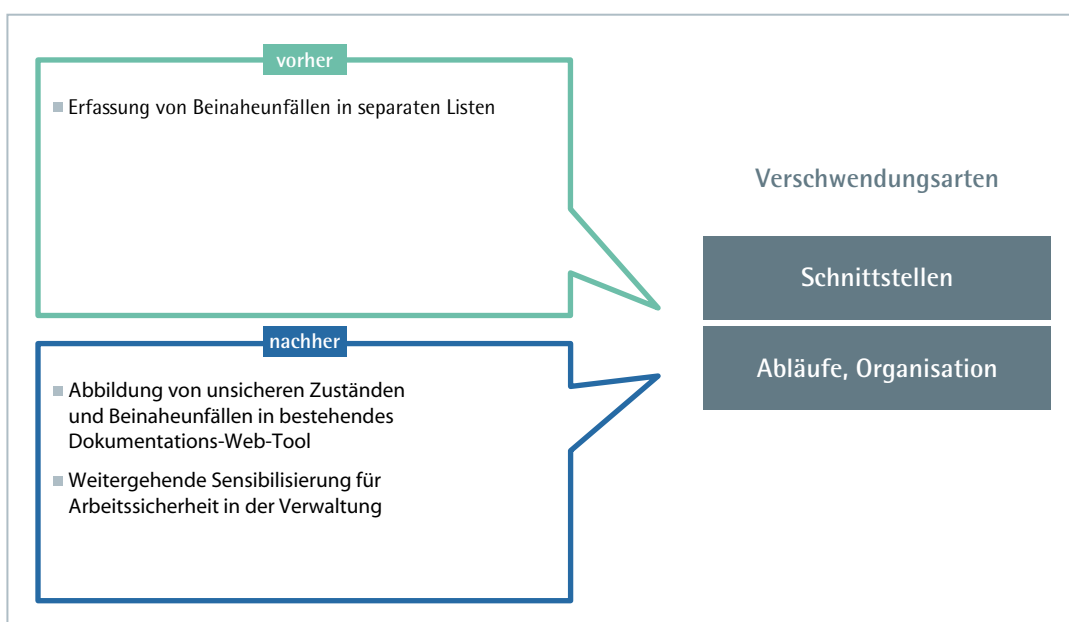 vorher
Erfassung von Beinaheunfällen in separaten Listen
nachher
Abbildung von unsicheren Zuständen
und Beinaheunfällen in bestehendes
Dokumentations-Web-Tool
Weitergehende Sensibilisierung für
Arbeitssicherheit in der Verwaltung
Verschwendungsarten
Schnittstellen
Abläufe, Organisation